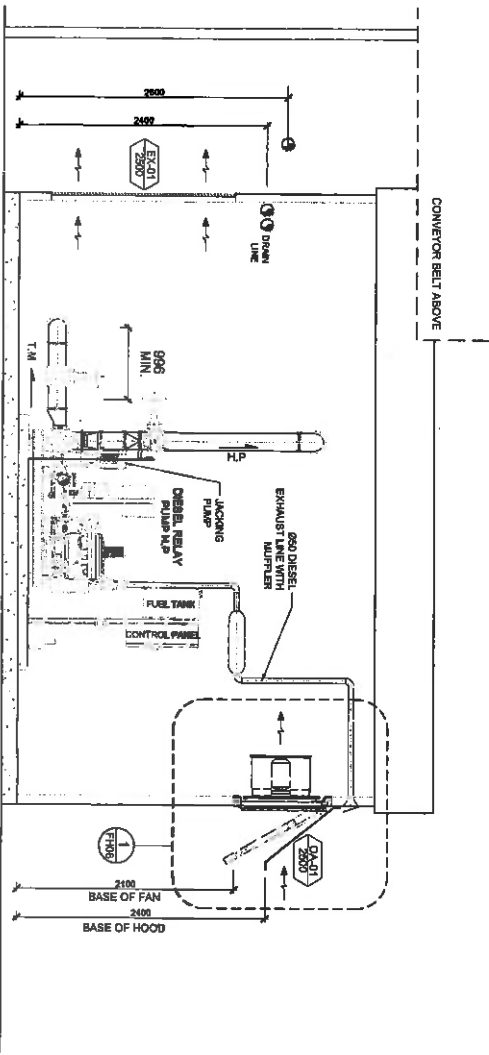 CONVEYOR BELT ABOVE
2600
2400
EX-01
2500
DRAIN
LINE
996
MIN.
T.M
H.P
JACKING
PUMP
DIESEL RELAY
PUMP H.P
Ø50 DIESEL
EXHAUST LINE WITH
MUFFLER
FUEL TANK
CONTROL PANEL
OA-01
2500
1
FH06
2100
BASE OF FAN
2400
BASE OF HOOD